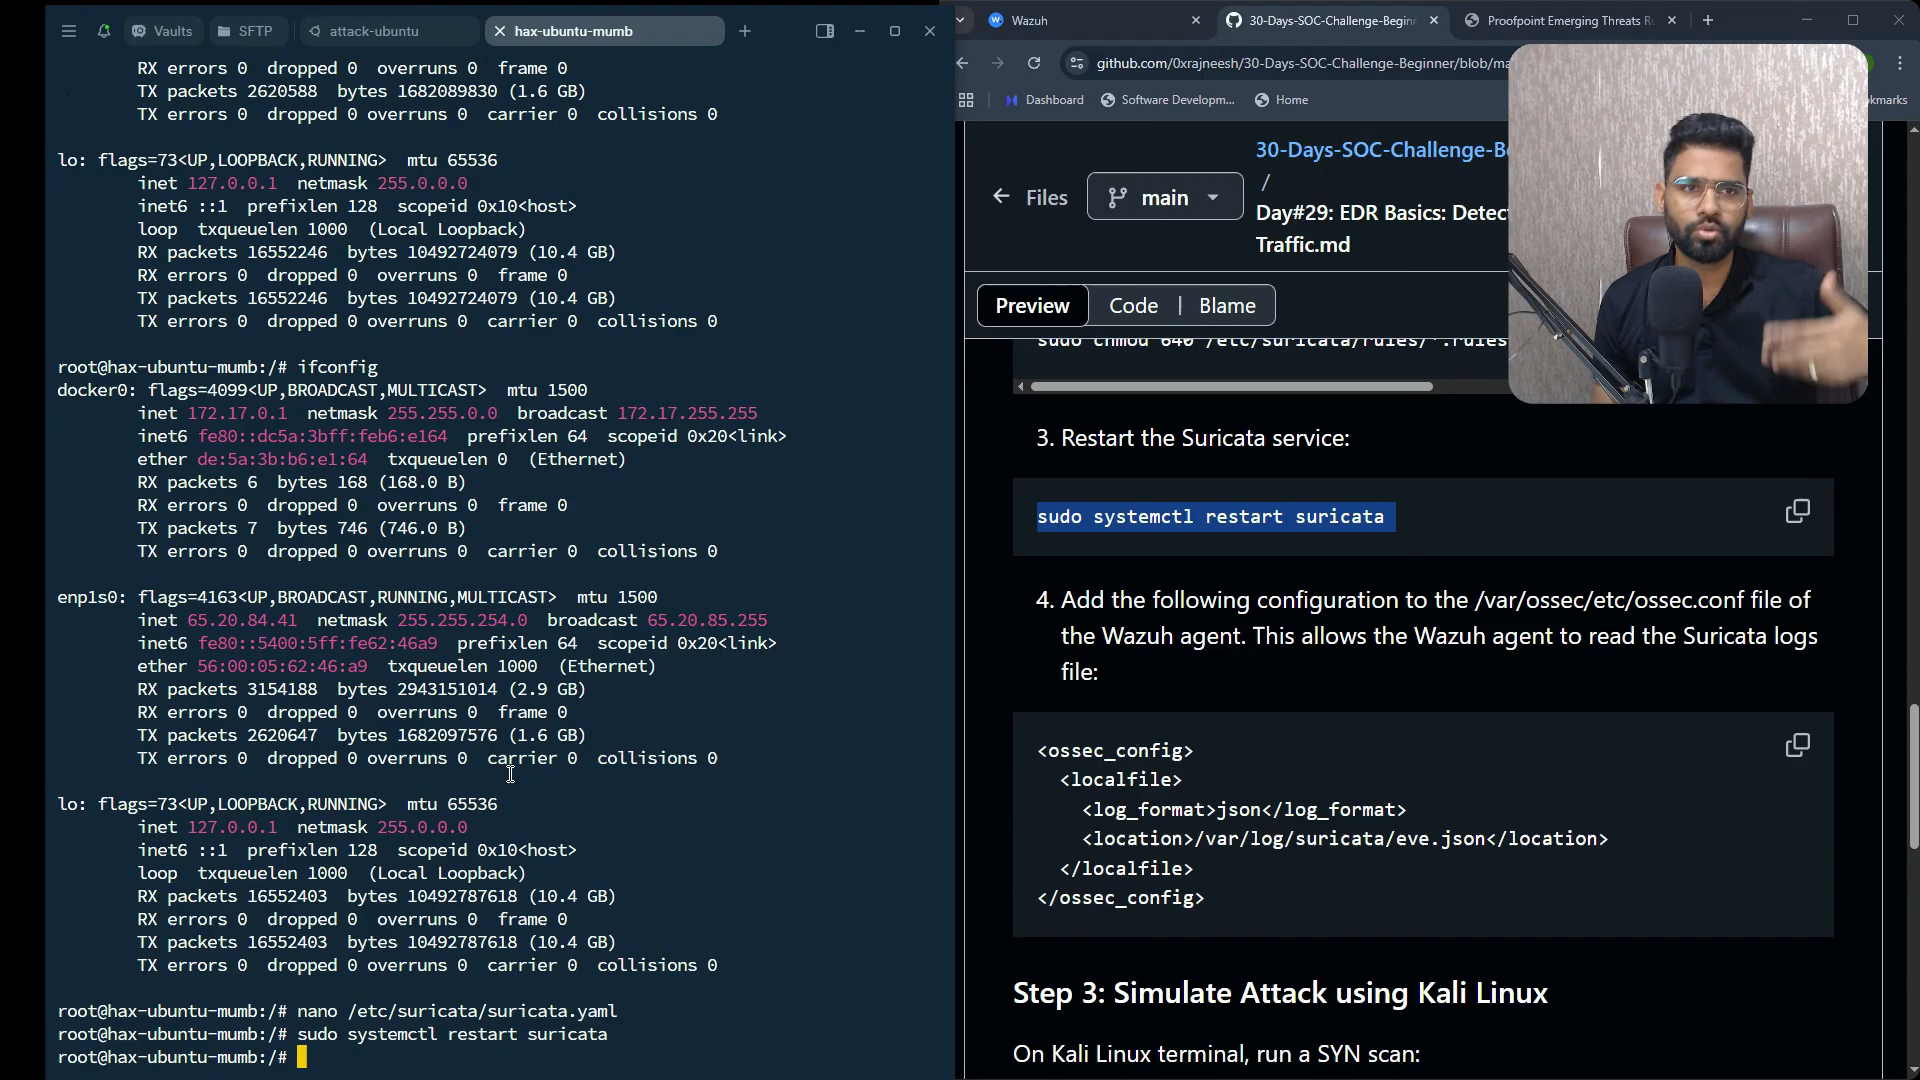 Vaults
SFTP
attack-ubuntu
hax-ubuntu-mumb
RX errors 0  dropped 0  overruns 0  frame 0
TX packets 2620588  bytes 1682089830 (1.6 GB)
TX errors 0  dropped 0 overruns 0  carrier 0  collisions 0
lo: flags=73<UP,LOOPBACK,RUNNING>  mtu 65536
inet 127.0.0.1  netmask 255.0.0.0
inet6 ::1  prefixlen 128  scopeid 0x10<host>
loop  txqueuelen 1000  (Local Loopback)
RX packets 16552246  bytes 10492724079 (10.4 GB)
RX errors 0  dropped 0  overruns 0  frame 0
TX packets 16552246  bytes 10492724079 (10.4 GB)
TX errors 0  dropped 0 overruns 0  carrier 0  collisions 0
root@hax-ubuntu-mumb:/# ifconfig
docker0: flags=4099<UP,BROADCAST,MULTICAST>  mtu 1500
inet 172.17.0.1  netmask 255.255.0.0  broadcast 172.17.255.255
inet6 fe80::dc5a:3bff:feb6:e164  prefixlen 64  scopeid 0x20<link>
ether de:5a:3b:b6:e1:64  txqueuelen 0  (Ethernet)
RX packets 6  bytes 168 (168.0 B)
RX errors 0  dropped 0  overruns 0  frame 0
TX packets 7  bytes 746 (746.0 B)
TX errors 0  dropped 0 overruns 0  carrier 0  collisions 0
enp1s0: flags=4163<UP,BROADCAST,RUNNING,MULTICAST>  mtu 1500
inet 65.20.84.41  netmask 255.255.254.0  broadcast 65.20.85.255
inet6 fe80::5400:5ff:fe62:46a9  prefixlen 64  scopeid 0x20<link>
ether 56:00:05:62:46:a9  txqueuelen 1000  (Ethernet)
RX packets 3154188  bytes 2943151014 (2.9 GB)
RX errors 0  dropped 0  overruns 0  frame 0
TX packets 2620647  bytes 1682097576 (1.6 GB)
TX errors 0  dropped 0 overruns 0  carrier 0  collisions 0
lo: flags=73<UP,LOOPBACK,RUNNING>  mtu 65536
inet 127.0.0.1  netmask 255.0.0.0
inet6 ::1  prefixlen 128  scopeid 0x10<host>
loop  txqueuelen 1000  (Local Loopback)
RX packets 16552403  bytes 10492787618 (10.4 GB)
RX errors 0  dropped 0  overruns 0  frame 0
TX packets 16552403  bytes 10492787618 (10.4 GB)
TX errors 0  dropped 0 overruns 0  carrier 0  collisions 0
root@hax-ubuntu-mumb:/# nano /etc/suricata/suricata.yaml
root@hax-ubuntu-mumb:/# sudo systemctl restart suricata
root@hax-ubuntu-mumb:/#
Wazuh
30-Days-SOC-Challenge-Beginn
Proofpoint Emerging Threats Ru
github.com/0xrajneesh/30-Days-SOC-Challenge-Beginner/blob/ma
Dashboard
Software Developm...
Home
30-Days-SOC-Challenge-Be
/
Files
main
Day#29: EDR Basics: Detec
Traffic.md
Preview
Code
Blame
sudo chmod 640 /etc/suricata/rules/*.rules
3. Restart the Suricata service:
sudo systemctl restart suricata
4. Add the following configuration to the /var/ossec/etc/ossec.conf file of
the Wazuh agent. This allows the Wazuh agent to read the Suricata logs
file:
<ossec_config>
<localfile>
<log_format>json</log_format>
<location>/var/log/suricata/eve.json</location>
</localfile>
</ossec_config>
Step 3: Simulate Attack using Kali Linux
On Kali Linux terminal, run a SYN scan: